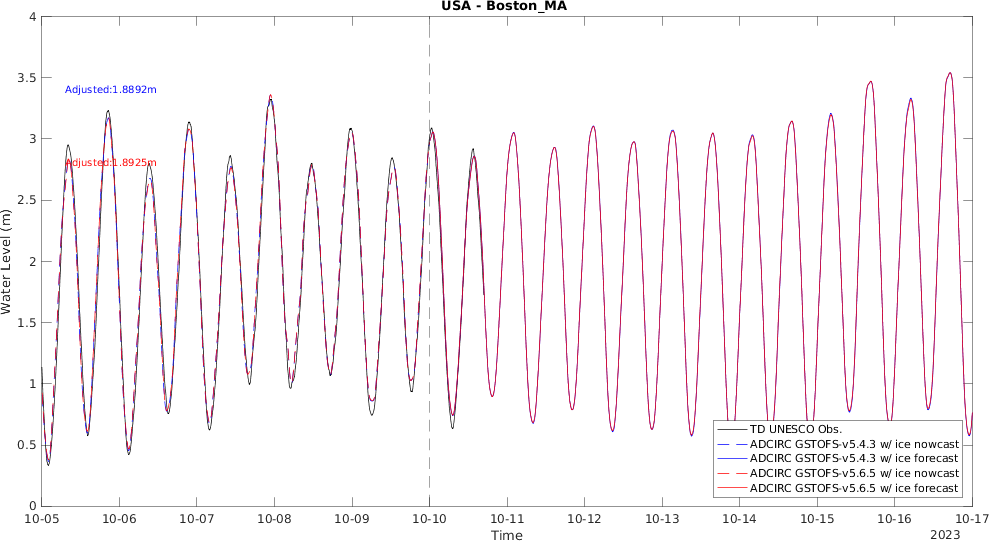 USA - Boston_MA
4
3.5
3
2.5
2
1.5
1
0.5
0
Water Level (m)
Adjusted:1.8892m
Adjusted:1.8925m
TD UNESCO Obs.
ADCIRC GSTOFS-v5.4.3 w/ ice nowcast
ADCIRC GSTOFS-v5.4.3 w/ ice forecast
ADCIRC GSTOFS-v5.6.5 w/ ice nowcast
ADCIRC GSTOFS-v5.6.5 w/ ice forecast
10-05 10-06 10-07 10-08 10-09 10-10 10-11 10-12 10-13 10-14 10-15 10-16 10-17
Time
2023